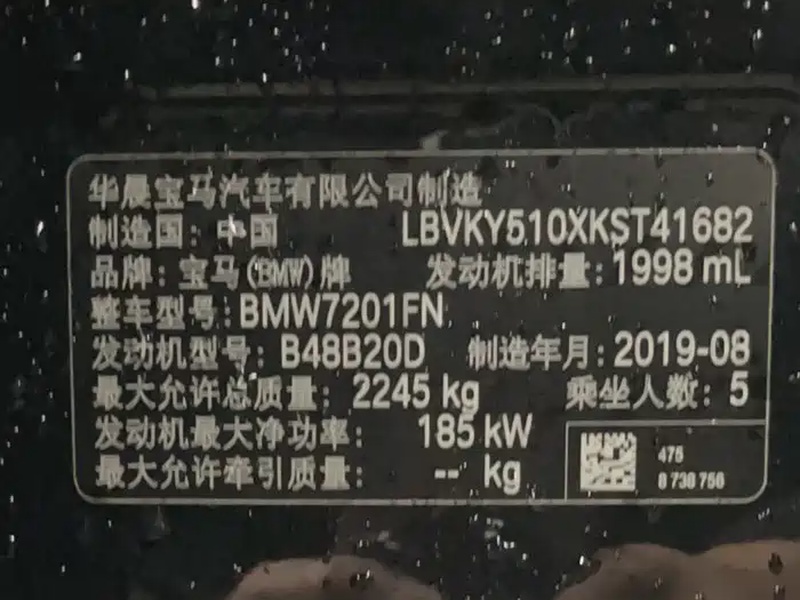 华晨宝马汽车有限公司制造
制造国：中国 LBVKY510XKST41682
品牌：宝马(BMW)牌 发动机排量：1998 mL
整车型号：BMW7201FN
发动机型号：B48B20D 制造年月：2019-08
最大允许总质量：2245 kg 乘坐人数：5
发动机最大净功率：185 kW
最大允许牵引质量：-- kg
475
8 738 756